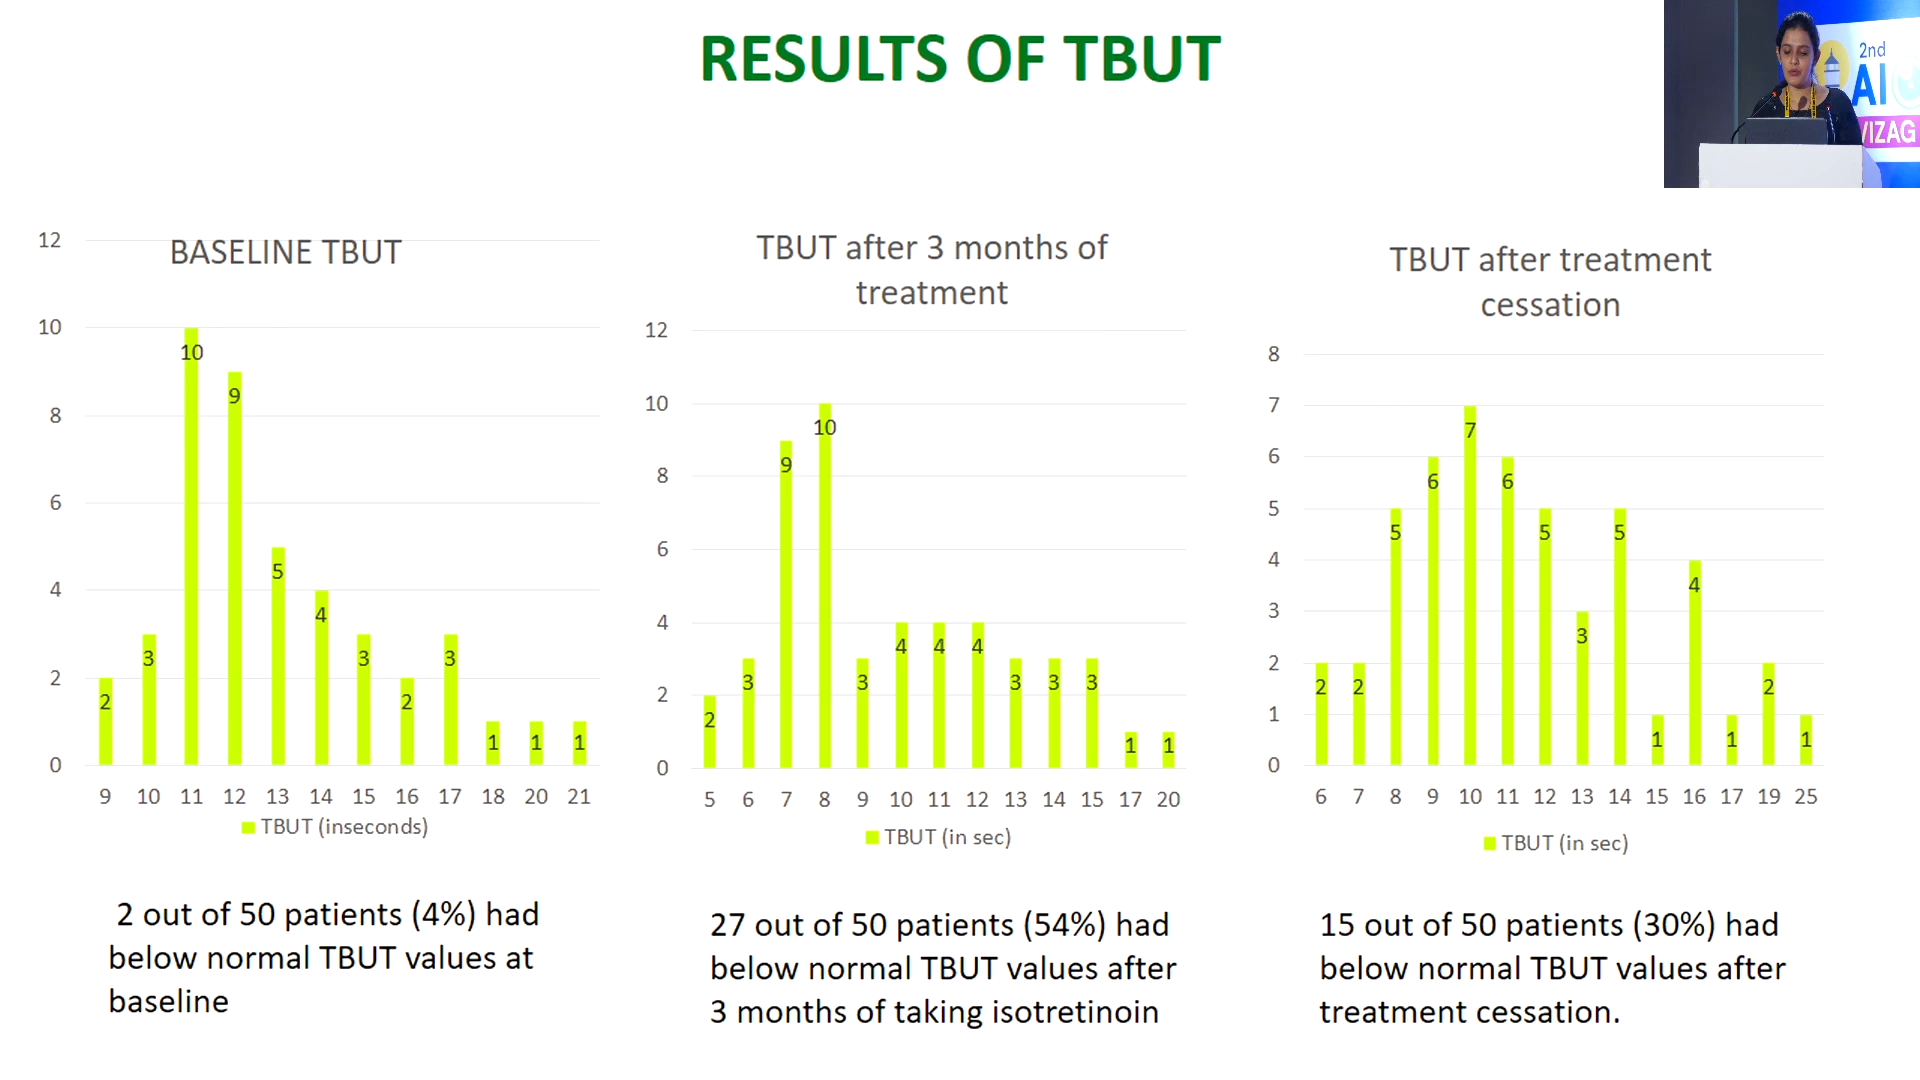 RESULTS OF TBUT
2nd
AI
VIZAG
BASELINE TBUT
12
10
8
6
4
2
0
2
3
10
9
5
4
3
2
3
1
1
1
9 10 11 12 13 14 15 16 17 18 20 21
TBUT (inseconds)
2 out of 50 patients (4%) had
below normal TBUT values at
baseline
TBUT after 3 months of
treatment
12
10
8
6
4
2
0
2
3
9
10
3
4
4
4
3
3
3
1
1
5 6 7 8 9 10 11 12 13 14 15 17 20
TBUT (in sec)
27 out of 50 patients (54%) had
below normal TBUT values after
3 months of taking isotretinoin
TBUT after treatment
cessation
8
7
6
5
4
3
2
1
0
2
2
5
6
7
6
5
3
5
1
4
1
2
1
6 7 8 9 10 11 12 13 14 15 16 17 19 25
TBUT (in sec)
15 out of 50 patients (30%) had
below normal TBUT values after
treatment cessation.